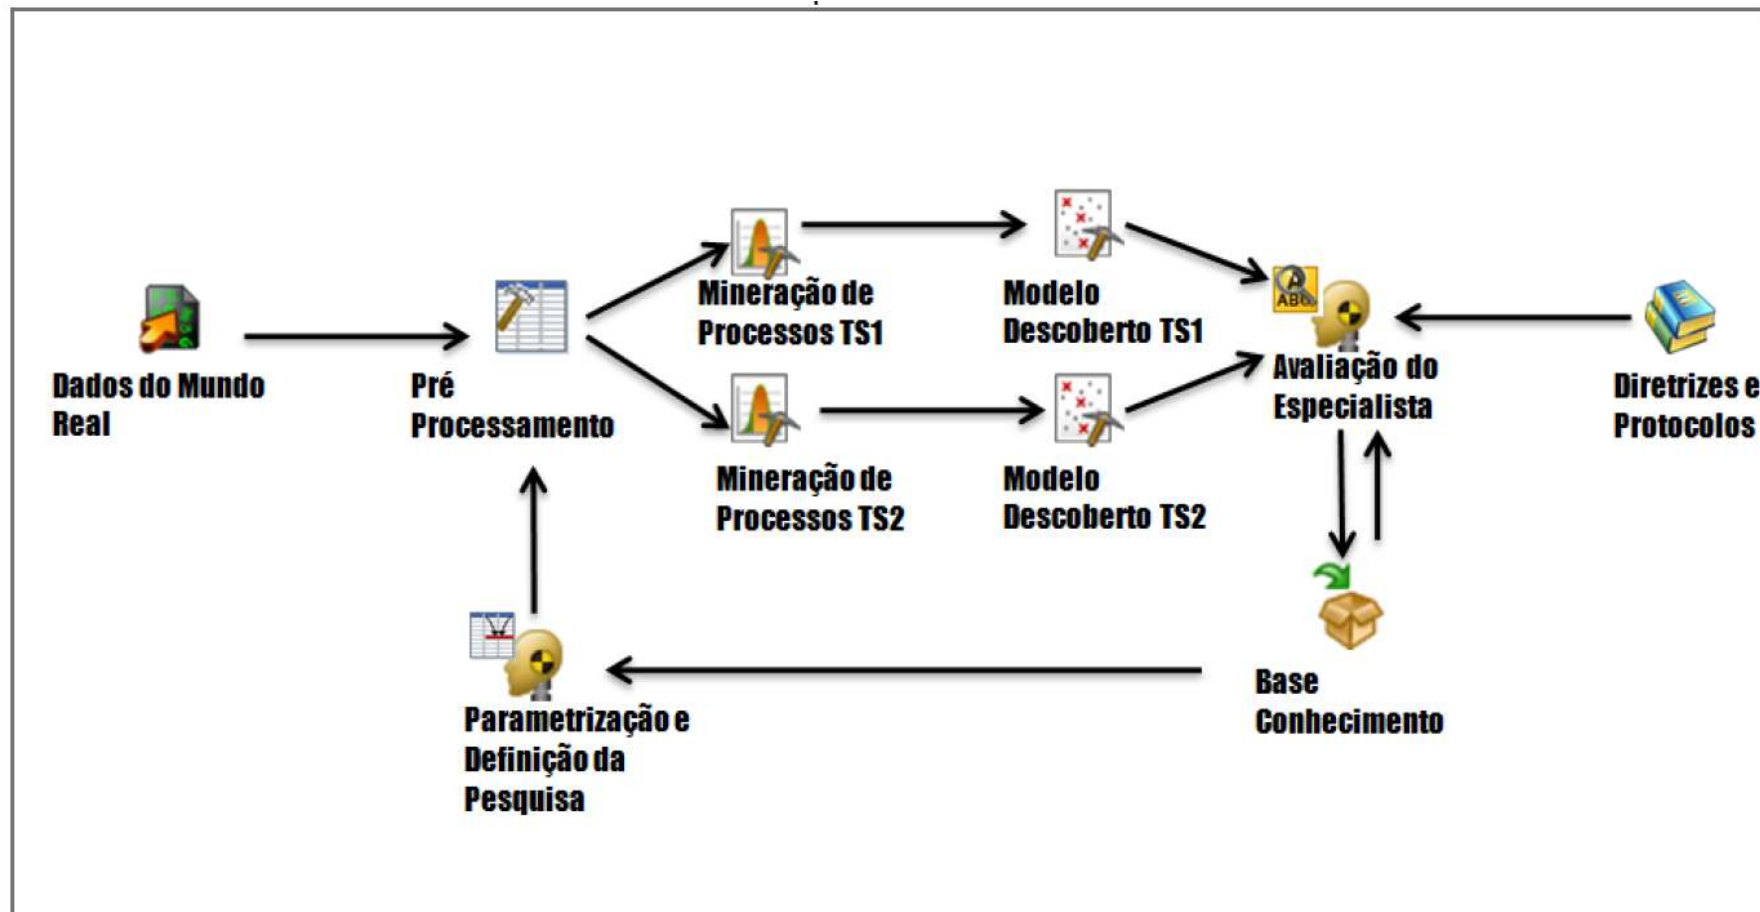 Mineração de
Processos TS1
Modelo
Descoberto TS1
ABC
Avaliação do
Especialista
Dados do Mundo
Real
Pré
Processamento
Diretrizes e
Protocolos
Mineração de
Processos TS2
Modelo
Descoberto TS2
Parametrização e
Definição da
Pesquisa
Base
Conhecimento